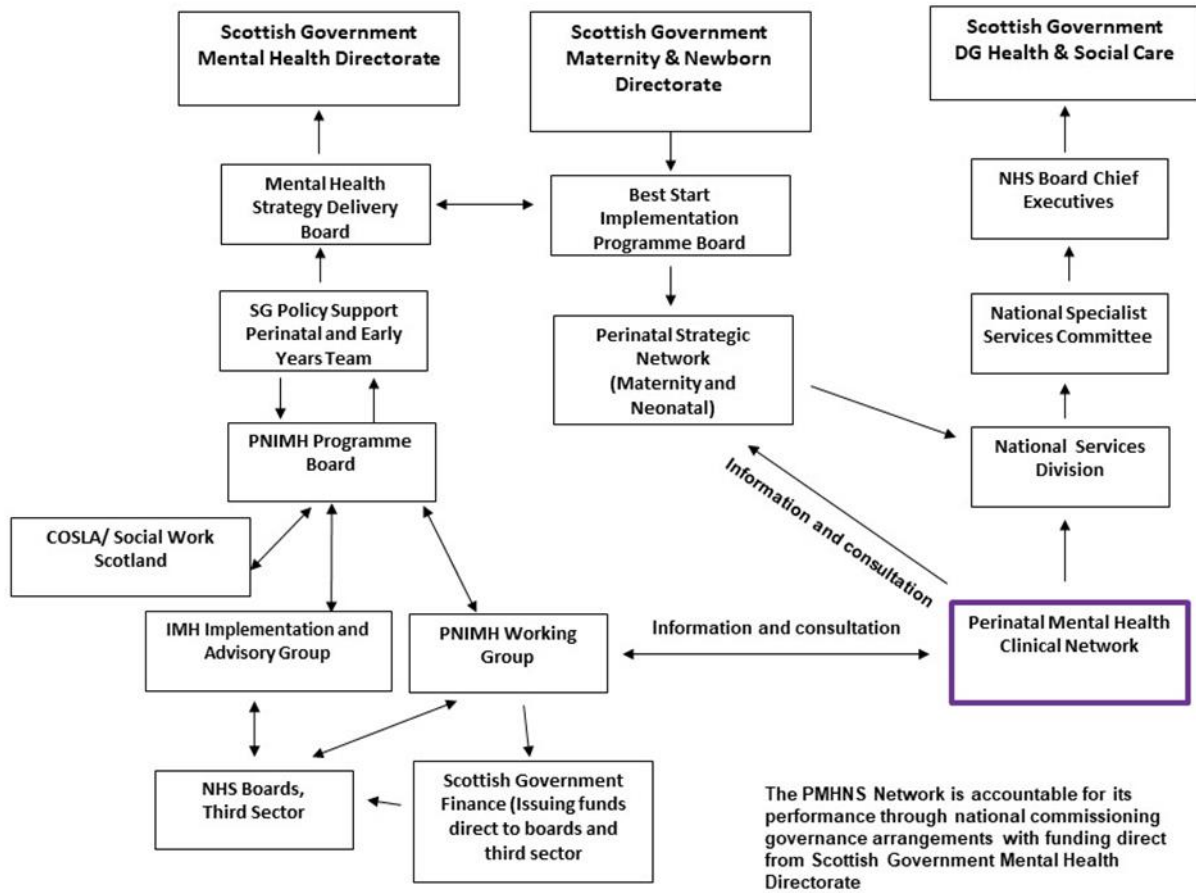 Scottish Government
Mental Health Directorate
Scottish Government
Maternity & Newborn
Directorate
Scottish Government
DG Health & Social Care
Mental Health
Strategy Delivery
Board
Best Start
Implementation
Programme Board
NHS Board Chief
Executives
SG Policy Support
Perinatal and Early
Years Team
Perinatal Strategic
Network
(Maternity and
Neonatal)
National Specialist
Services Committee
PNIMH Programme
Board
National Services
Division
Information and consultation
COSLA/ Social Work
Scotland
IMH Implementation and
Advisory Group
PNIMH Working
Group
Information and consultation
Perinatal Mental Health
Clinical Network
NHS Boards,
Third Sector
Scottish Government
Finance (Issuing funds
direct to boards and
third sector
The PMHNS Network is accountable for its
performance through national commissioning
governance arrangements with funding direct
from Scottish Government Mental Health
Directorate